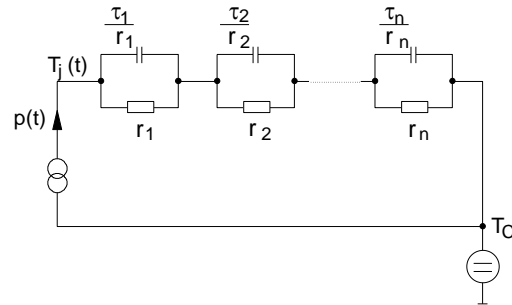 τ1 τ2 τn
r1 r2 rn
Tj(t)
p(t)
r1 r2 rn
TC